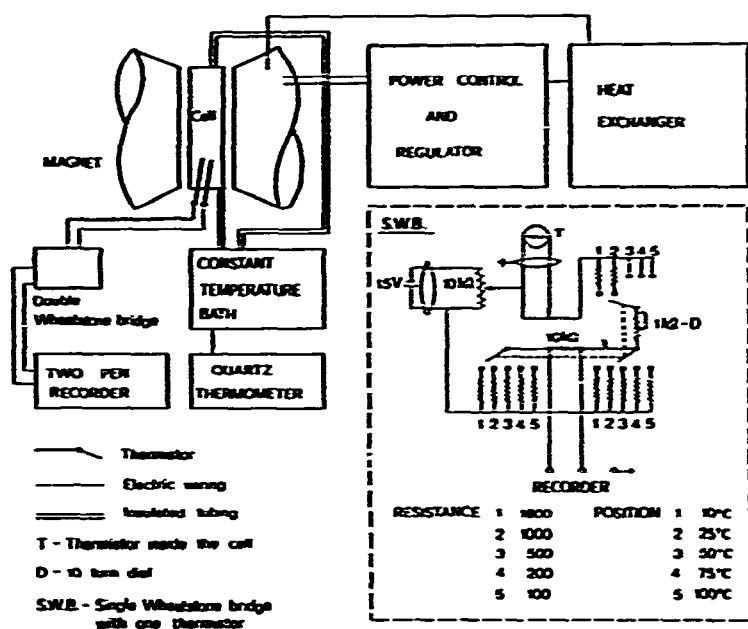 MAGNET
Cell
POWER CONTROL
AND
REGULATOR
HEAT
EXCHANGER
Double
Wheatstone bridge
CONSTANT
TEMPERATURE
BATH
TWO PEN
RECORDER
QUARTZ
THERMOMETER
Thermistor
Electric wiring
Insulated tubing
T - Thermistor inside the cell
D - 10 turn dial
S.W.B. - Single Wheatstone bridge
with one thermistor
S.W.B.
T
1.5V
10kΩ
1 2 3 4 5
1kΩ-D
10kΩ
1 2 3 4 5
1 2 3 4 5
RECORDER
RESISTANCE 1 1800 POSITION 1 10°C
2 1000 2 25°C
3 500 3 50°C
4 200 4 75°C
5 100 5 100°C